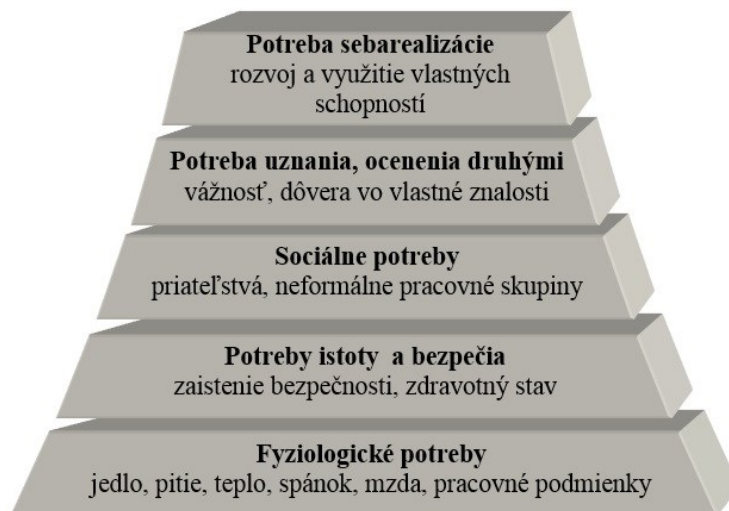 Potreba sebarealizácie
rozvoj a využitie vlastných
schopností
Potreba uznania, ocenenia druhými
vážnosť, dôvera vo vlastné znalosti
Sociálne potreby
priateľstvá, neformálne pracovné skupiny
Potreby istoty a bezpečia
zaistenie bezpečnosti, zdravotný stav
Fyziologické potreby
jedlo, pitie, teplo, spánok, mzda, pracovné podmienky